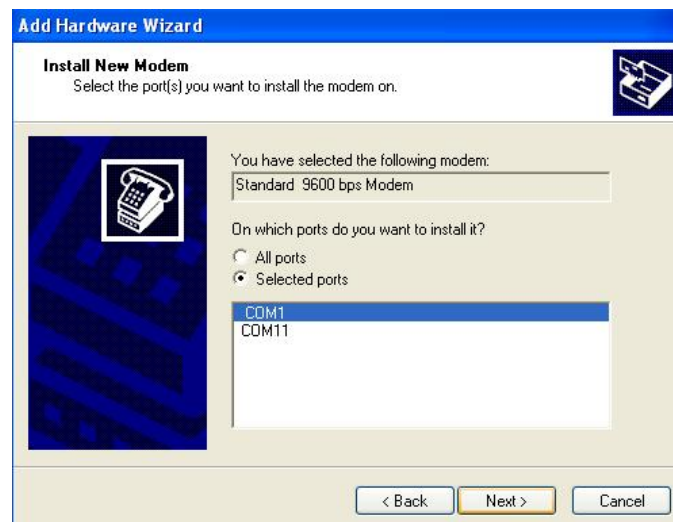 Add Hardware Wizard
Install New Modem
Select the port(s) you want to install the modem on.
You have selected the following modem:
Standard 9600 bps Modem
On which ports do you want to install it?
All ports
Selected ports
COM1
COM11
< Back Next > Cancel